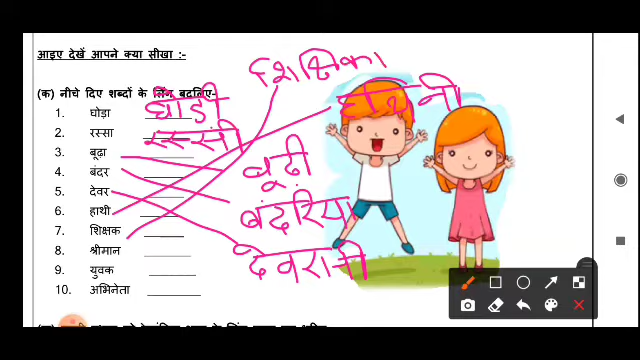 आइए देखें आपने क्या सीखा :-
शिक्षिका
(क) नीचे दिए शब्दों के लिंग बदलिए-
1. घोड़ा घोडी
2. रस्सा रस्सी
3. बूढ़ा बूढ़ी
4. बंदर बंदरिया
5. देवर देवरानी
6. हाथी
7. शिक्षक
8. श्रीमान
9. युवक
10. अभिनेता